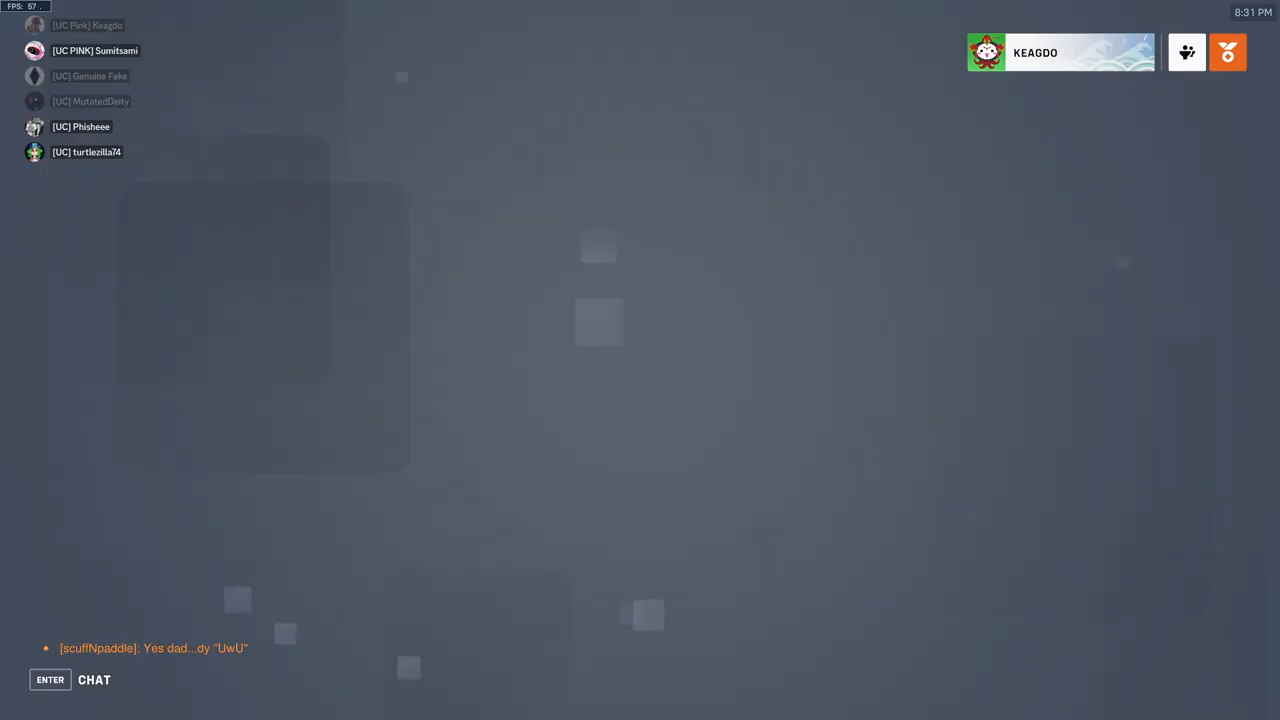 FPS: 57 .
8:31 PM
[UC Pink] Keagdo
[UC PINK] Sumitsami
KEAGDO
[UC] Genuine Fake
[UC] MutatedDeity
[UC] Phisheee
[UC] turtlezilla74
[scuffNpaddle]: Yes dad...dy "UwU"
ENTER CHAT